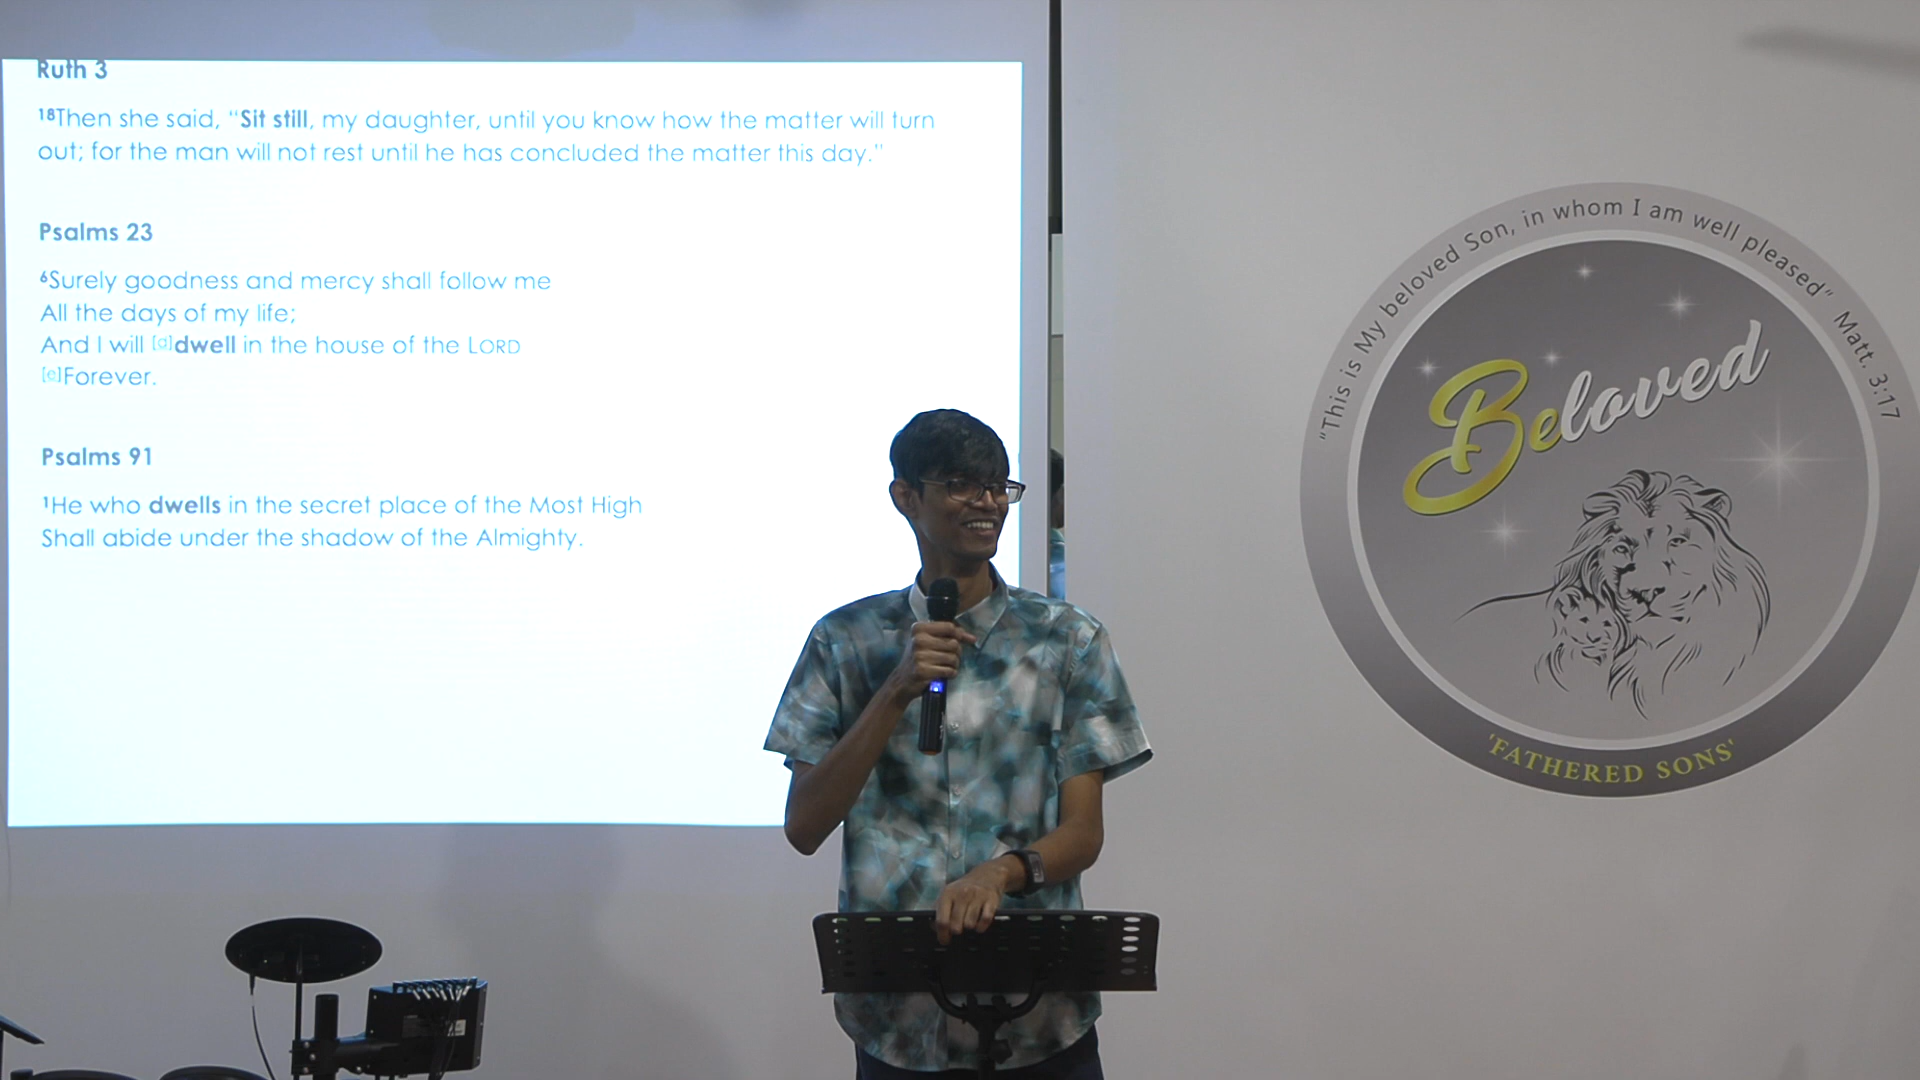 Ruth 3
18Then she said, “Sit still, my daughter, until you know how the matter will turn
out; for the man will not rest until he has concluded the matter this day.”
Psalms 23
6Surely goodness and mercy shall follow me
All the days of my life;
And I will [d]dwell in the house of the LORD
[e]Forever.
Psalms 91
1He who dwells in the secret place of the Most High
Shall abide under the shadow of the Almighty.
"This is My beloved Son, in whom I am well pleased" Matt. 3:17
Beloved
'FATHERED SONS'